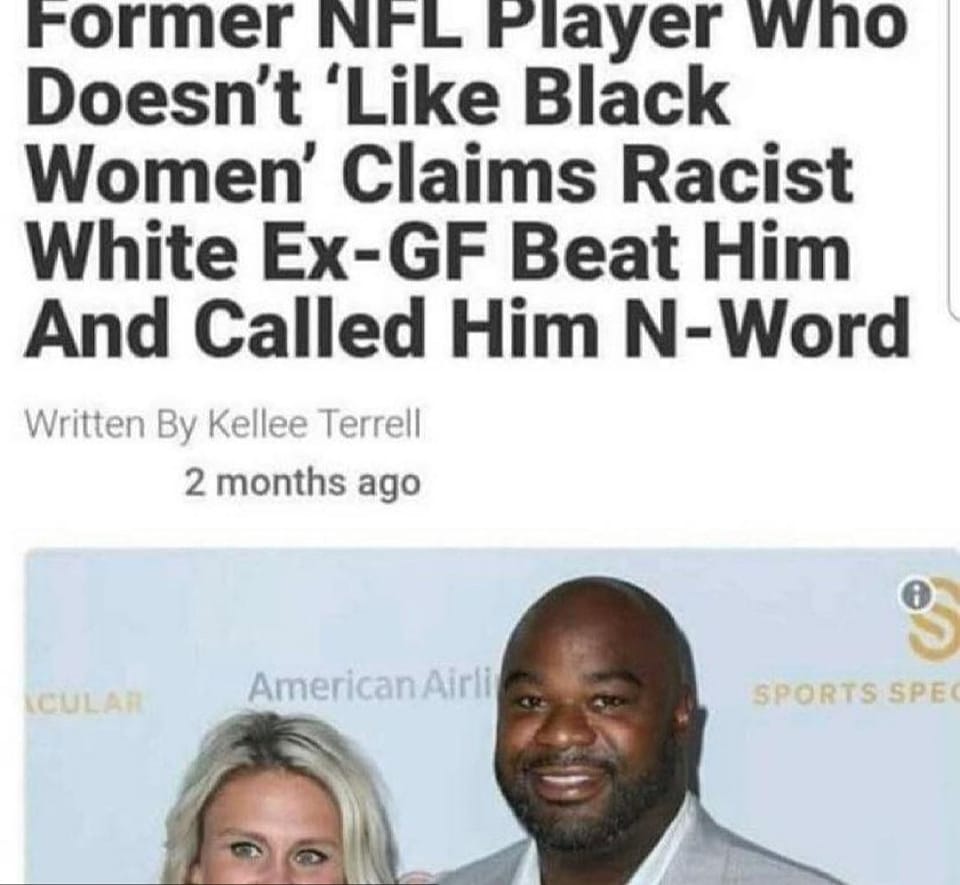 Former NFL Player Who
Doesn't ‘Like Black
Women’ Claims Racist
White Ex-GF Beat Him
And Called Him N-Word
Written By Kellee Terrell
2 months ago
ACULAR
American Airli
SPORTS SPEC
S